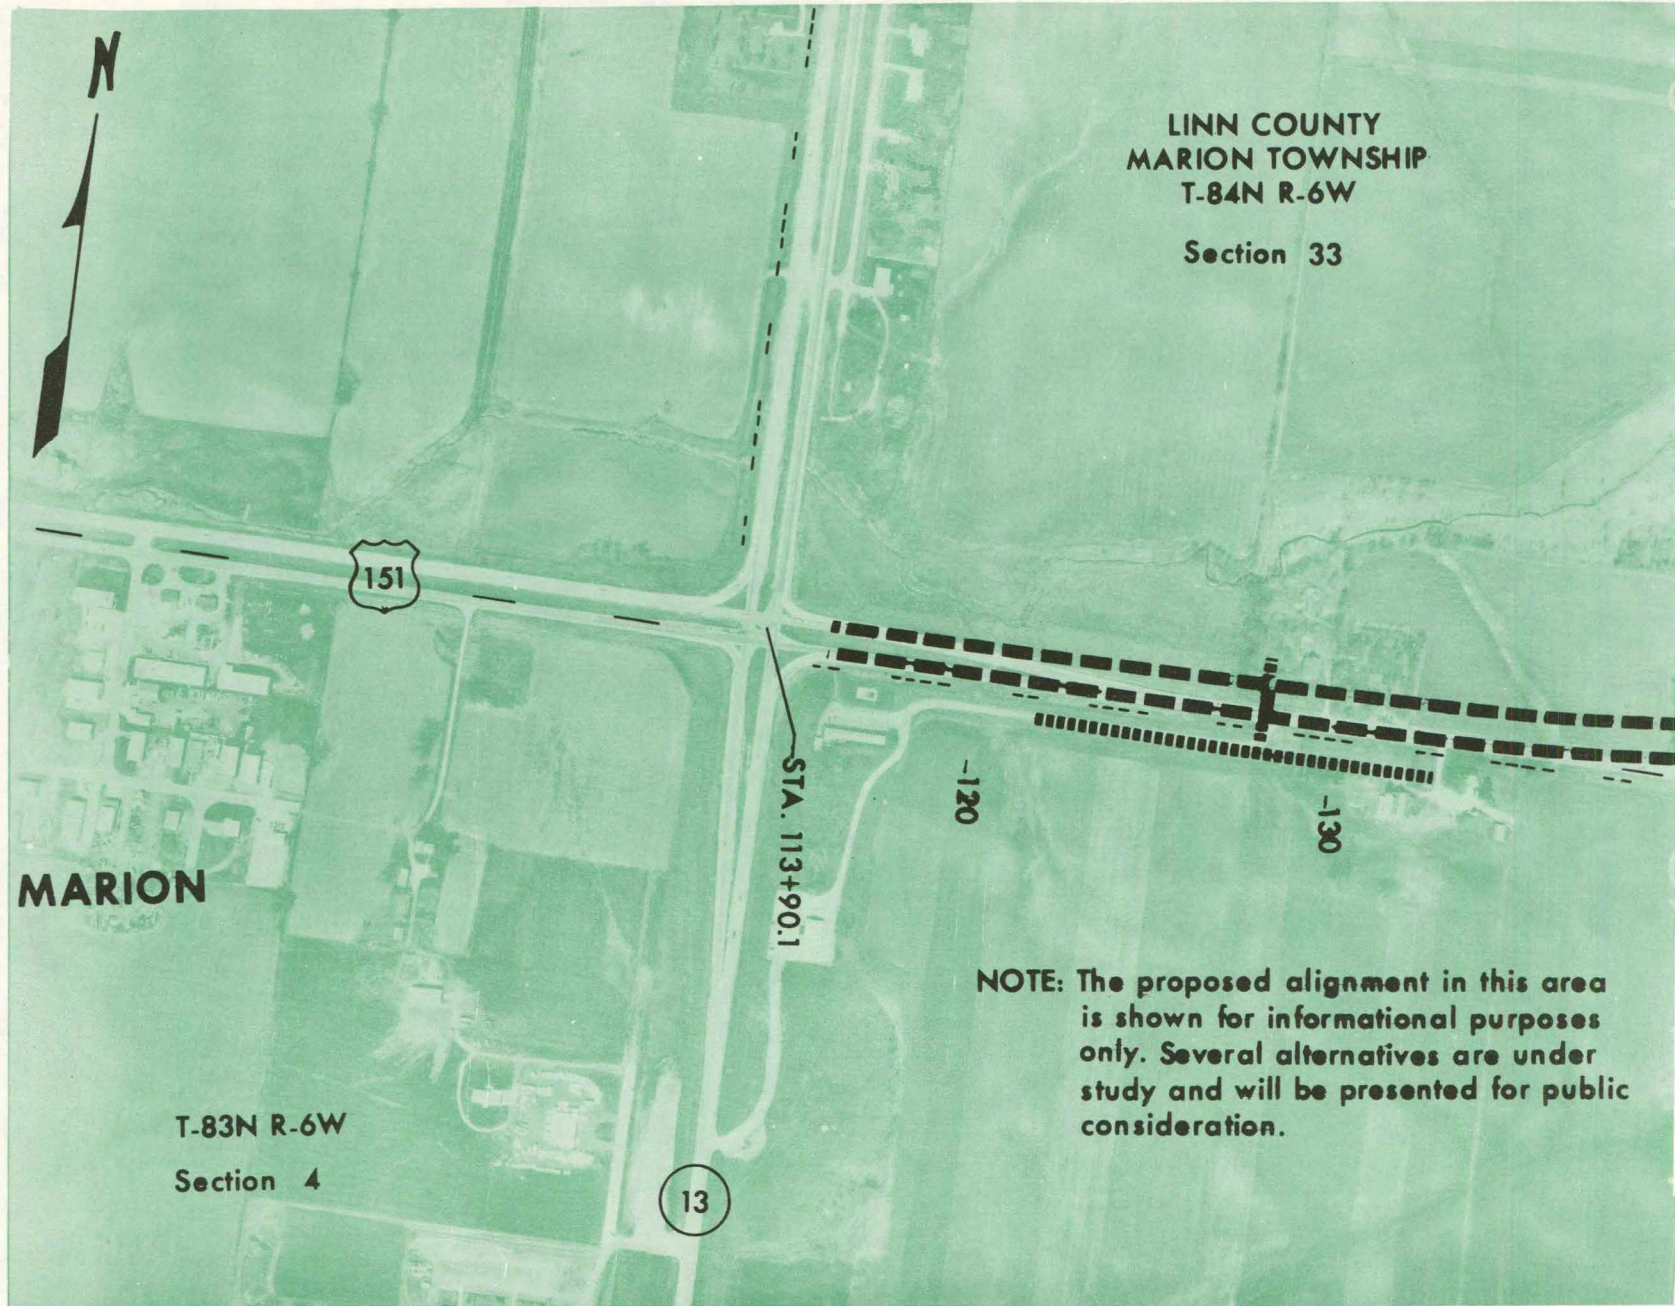 N
LINN COUNTY
MARION TOWNSHIP
T-84N R-6W
Section 33
151
STA. 113+90.1
-120
-130
MARION
NOTE: The proposed alignment in this area
is shown for informational purposes
only. Several alternatives are under
study and will be presented for public
consideration.
T-83N R-6W
Section 4
13